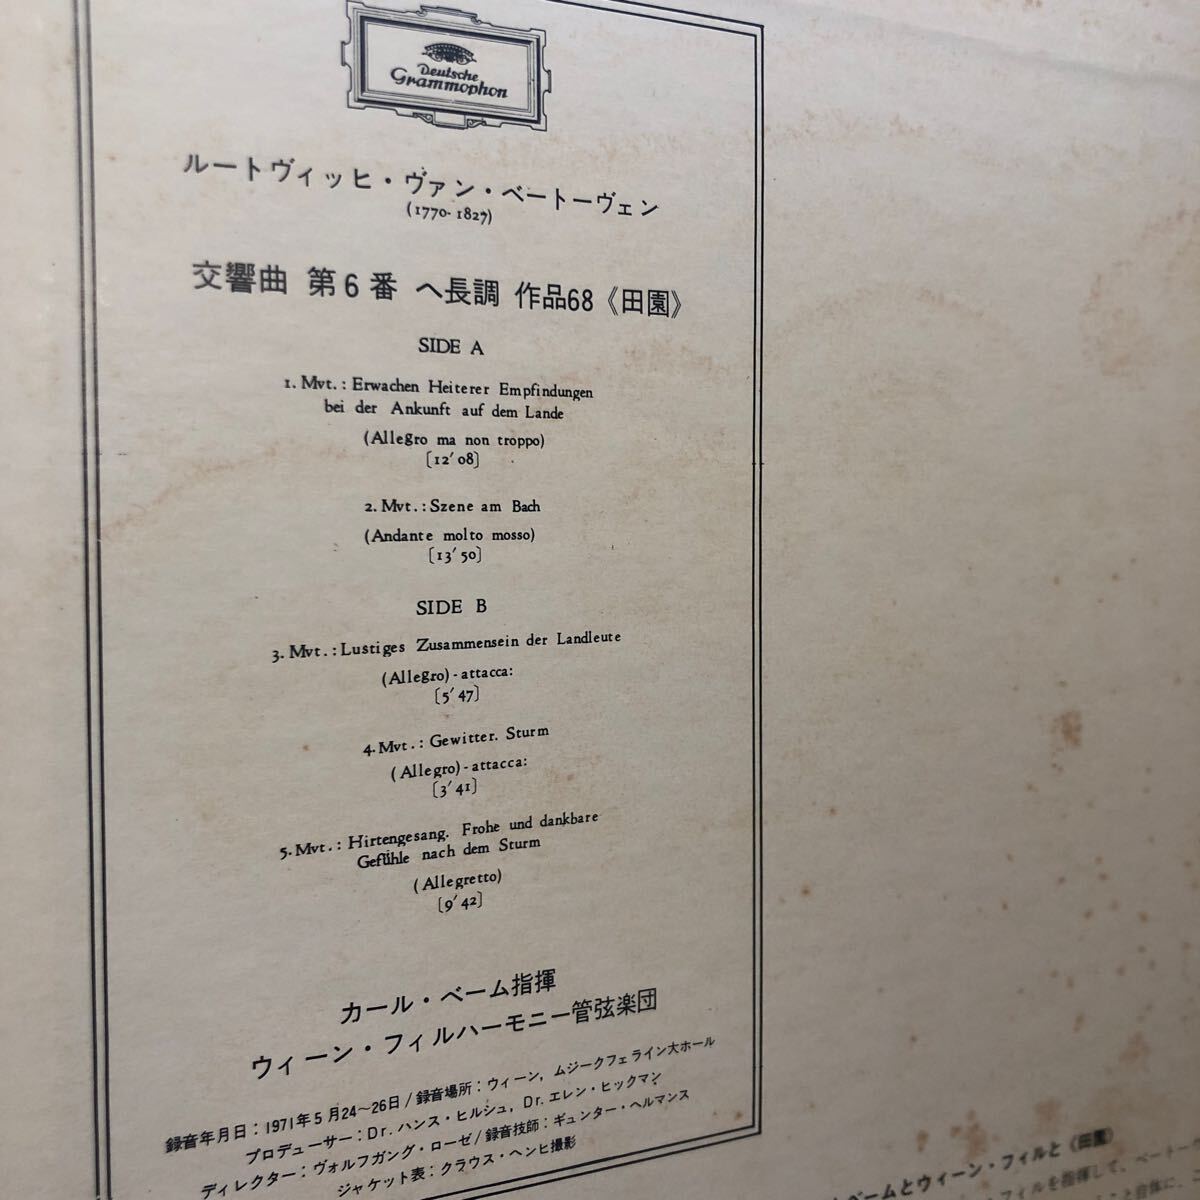 Deutsche
Grammophon
ルートヴィッヒ・ヴァン・ベートーヴェン
(1770-1827)
交響曲 第6番 ヘ長調 作品68《田園》
SIDE A
1. Mvt.: Erwachen Heiterer Empfindungen
bei der Ankunft auf dem Lande
(Allegro ma non troppo)
[12′08]
2. Mvt.: Szene am Bach
(Andante molto mosso)
[13′50]
SIDE B
3. Mvt.: Lustiges Zusammensein der Landleute
(Allegro)-attacca:
[5′47]
4. Mvt.: Gewitter. Sturm
(Allegro)-attacca:
[3′41]
5. Mvt.: Hirtengesang. Frohe und dankbare
Gefühle nach dem Sturm
(Allegretto)
[9′42]
カール・ベーム指揮
ウィーン・フィルハーモニー管弦楽団
録音年月日：1971年5月24～26日/録音場所：ウィーン，ムジークフェライン大ホール
プロデューサー：Dr. ハンス・ヒルシュ，Dr. エレン・ヒックマン
ディレクター：ヴォルフガング・ローゼ/録音技師：ギュンター・ヘルマンス
ジャケット表：クラウス・ヘンヒ撮影
ベームとウィーン・フィルと《田園》
フィルを指揮して、ベートー